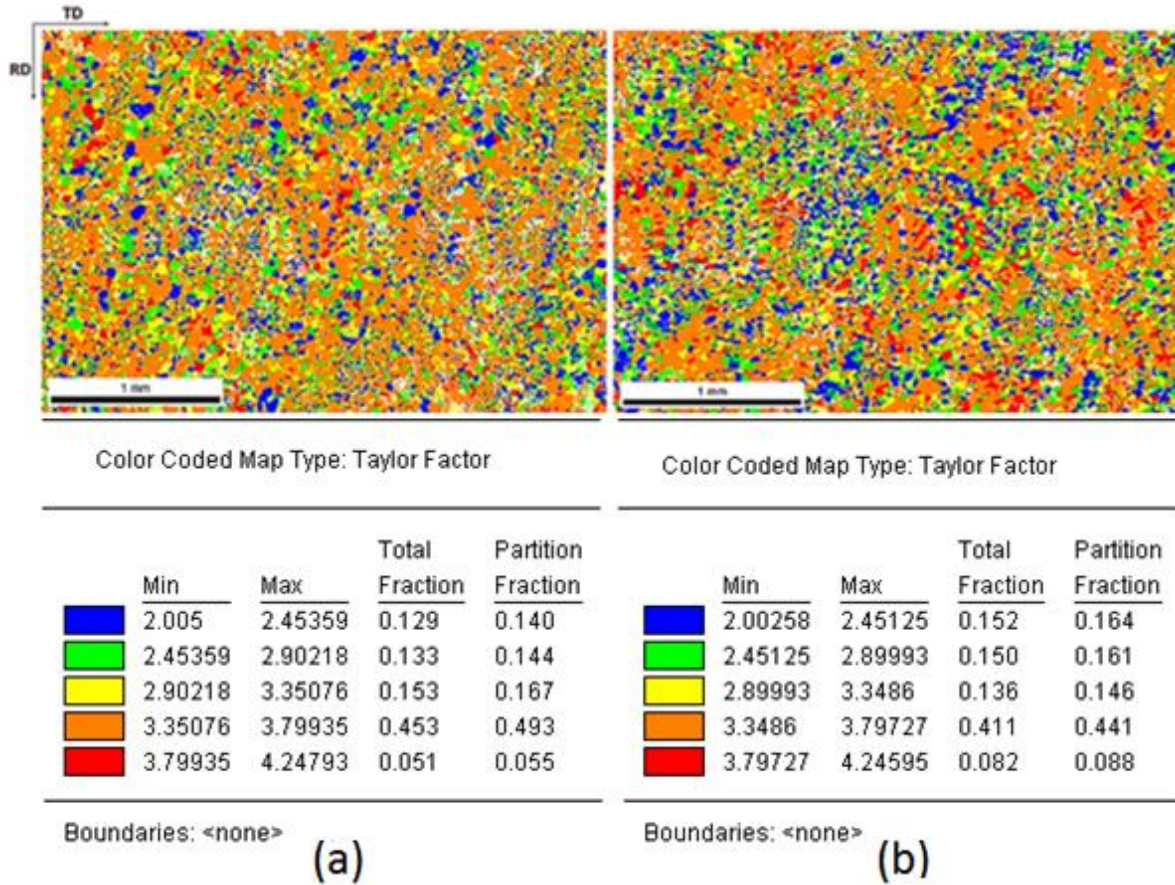 TD
RD
1 mm
1 mm
Color Coded Map Type: Taylor Factor
Color Coded Map Type: Taylor Factor
Total Partition
Min Max Fraction Fraction
2.005 2.45359 0.129 0.140
2.45359 2.90218 0.133 0.144
2.90218 3.35076 0.153 0.167
3.35076 3.79935 0.453 0.493
3.79935 4.24793 0.051 0.055
Boundaries: <none>
(a)
Total Partition
Min Max Fraction Fraction
2.00258 2.45125 0.152 0.164
2.45125 2.89993 0.150 0.161
2.89993 3.3486 0.136 0.146
3.3486 3.79727 0.411 0.441
3.79727 4.24595 0.082 0.088
Boundaries: <none>
(b)